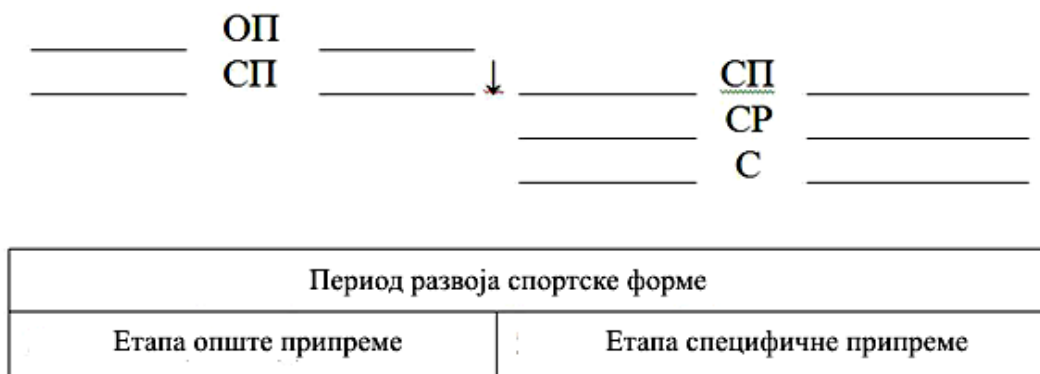 ОП
СП ↓ СП
СР
С
Период развоја спортске форме
Етапа опште припреме Етапа специфичне припреме